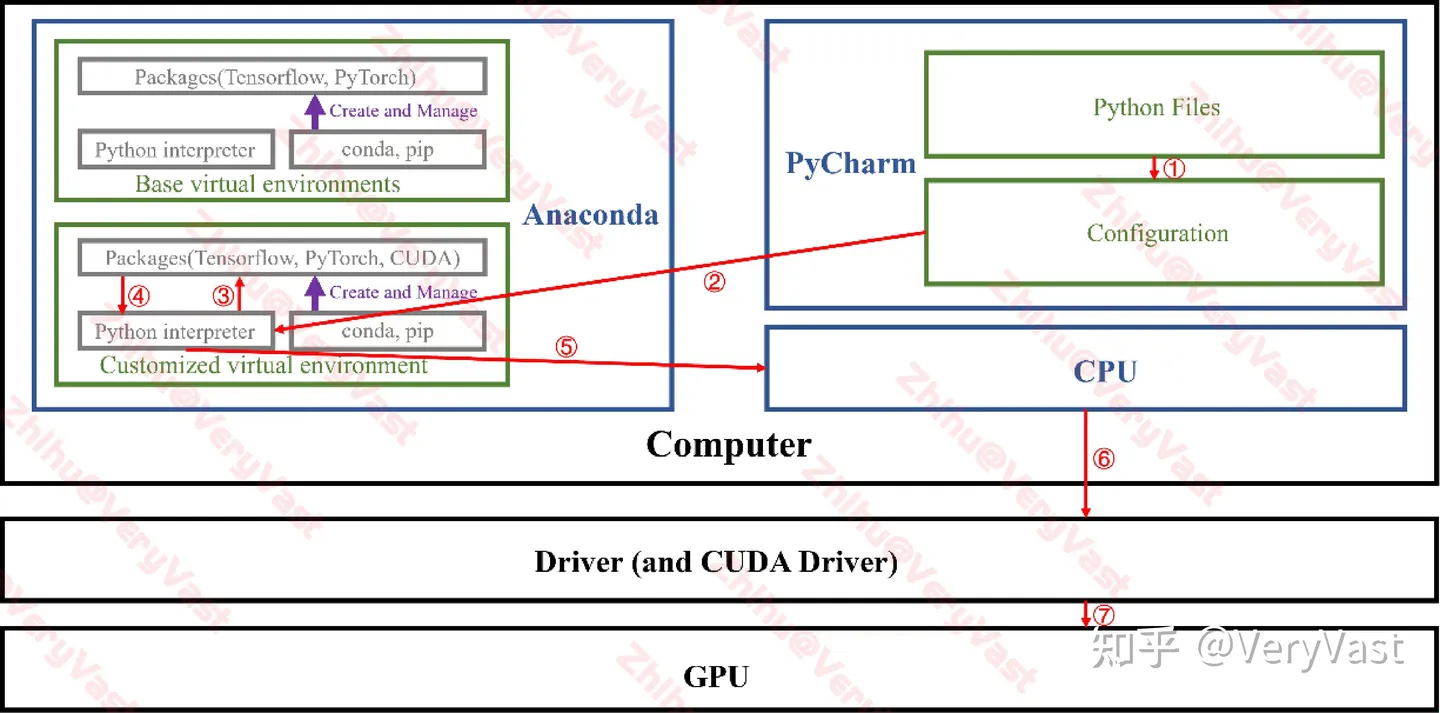 Packages(Tensorflow, PyTorch)
Create and Manage
Python interpreter
conda, pip
Base virtual environments
Anaconda
Packages(Tensorflow, PyTorch, CUDA)
④
③
Create and Manage
Python interpreter
conda, pip
Customized virtual environment
PyCharm
Python Files
①
Configuration
②
⑤
CPU
Computer
⑥
Driver (and CUDA Driver)
⑦
GPU
知乎 @VeryVast
Zhihu@VeryVast